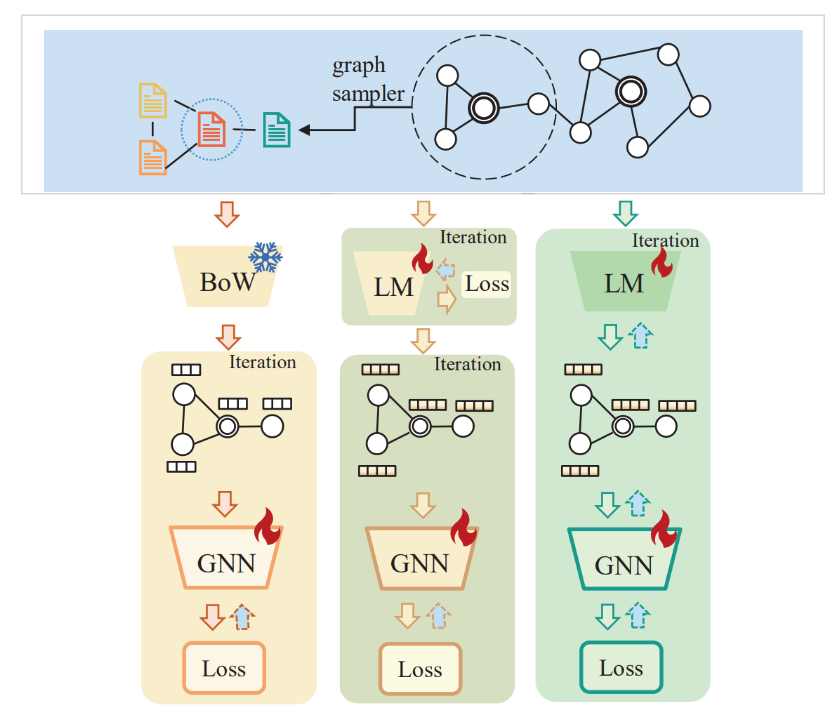 graph
sampler
BoW
Iteration
LM
Loss
Iteration
LM
Iteration
GNN
Loss
Iteration
GNN
Loss
GNN
Loss